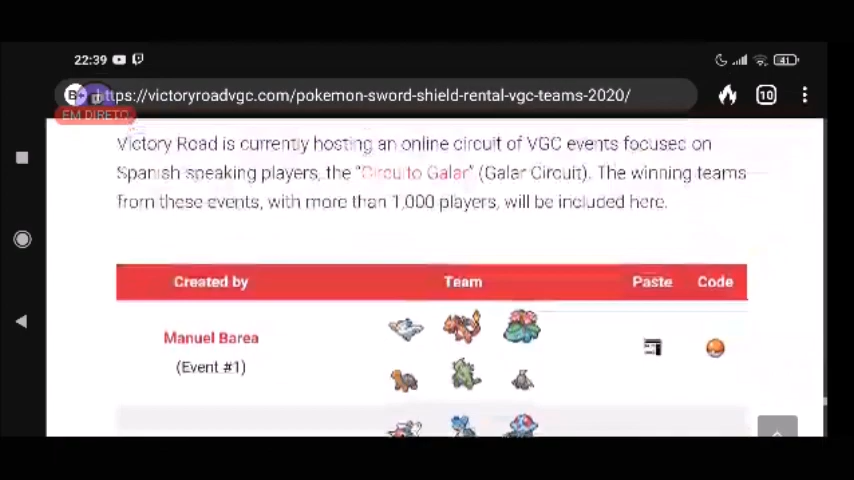 22:39
41
https://victoryroadvgc.com/pokemon-sword-shield-rental-vgc-teams-2020/
10
EM DIRETO
Victory Road is currently hosting an online circuit of VGC events focused on
Spanish speaking players, the "Circuito Galar" (Galar Circuit). The winning teams
from these events, with more than 1,000 players, will be included here.
Created by Team Paste Code
Manuel Barea
(Event #1)